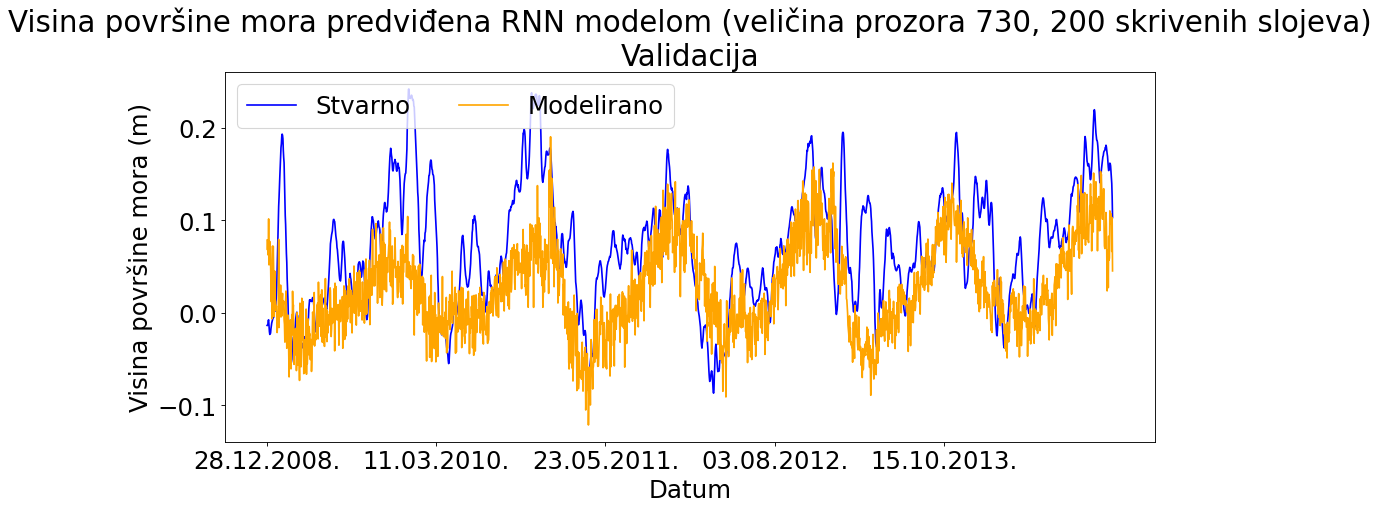 Visina površine mora predviđena RNN modelom (veličina prozora 730, 200 skrivenih slojeva)
Validacija
Stvarno Modelirano
Visina površine mora (m)
0.2
0.1
0.0
−0.1
28.12.2008. 11.03.2010. 23.05.2011. 03.08.2012. 15.10.2013.
Datum